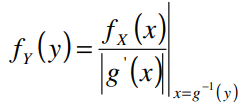 f_Y(y) = f_X(x) / |g'(x)| |_{x=g^{-1}(y)}